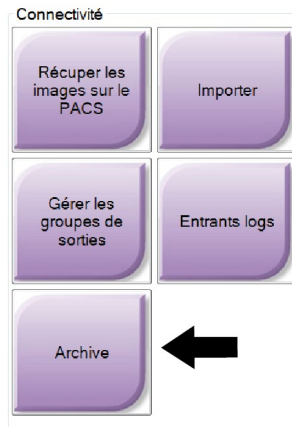 Connectivité
Récuper les
images sur le
PACS
Importer
Gérer les
groupes de
sorties
Entrants logs
Archive